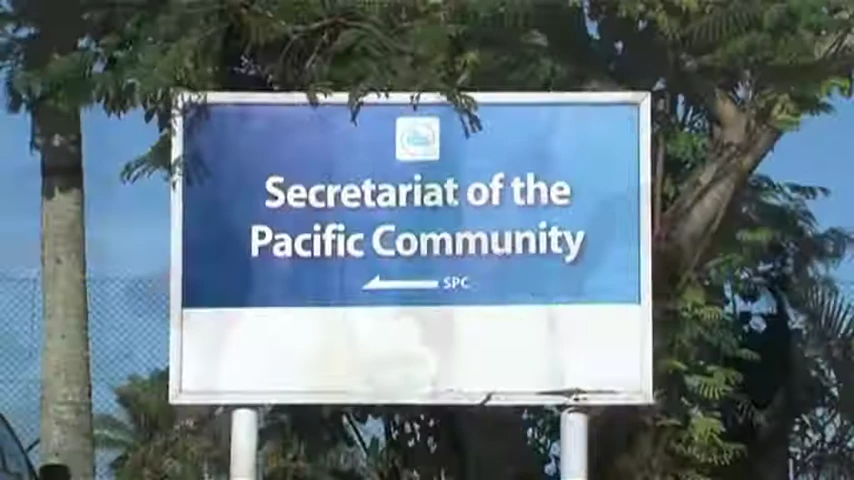 Secretariat of the
Pacific Community
SPC